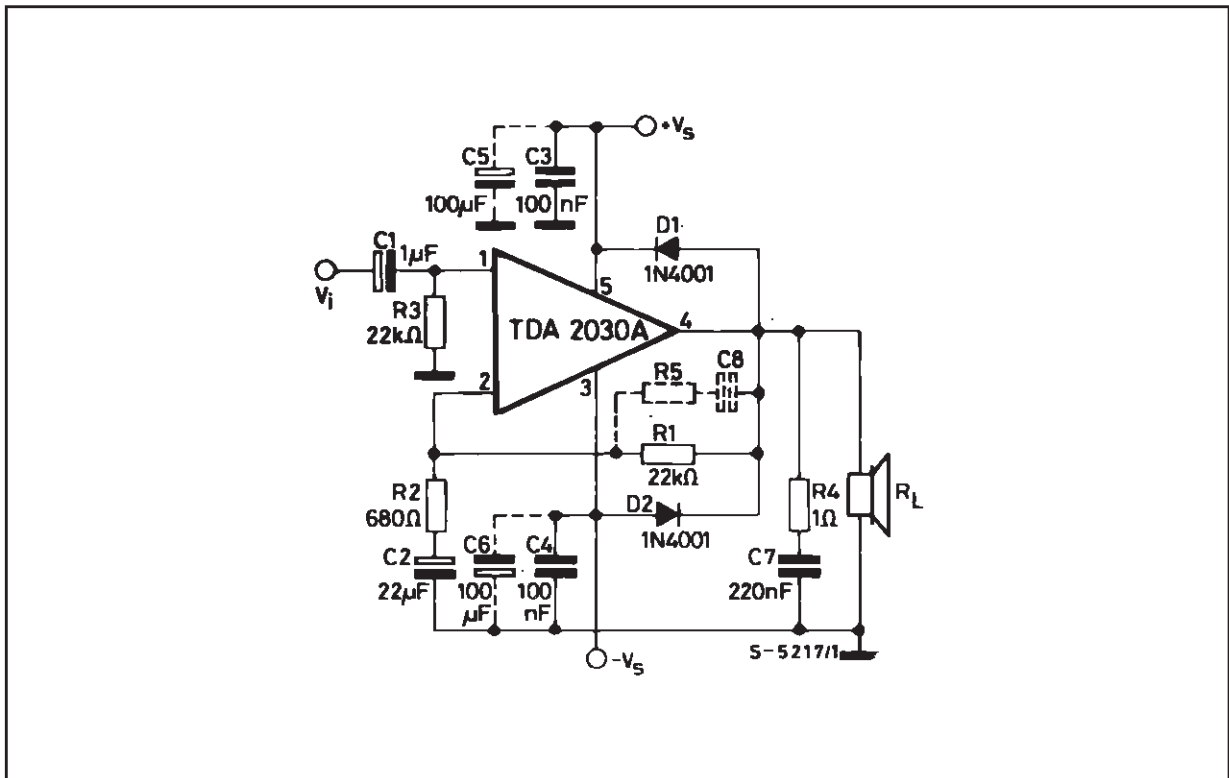 +Vs
C5
100µF
C3
100 nF
D1
1N4001
C1
1µF
Vi
R3
22kΩ
1
5
TDA 2030A
4
2
3
R5
C8
R1
22kΩ
R2
680Ω
D2
1N4001
R4
1Ω
RL
C2
22µF
C6
100
µF
C4
100
nF
C7
220nF
S-5217/1
-Vs